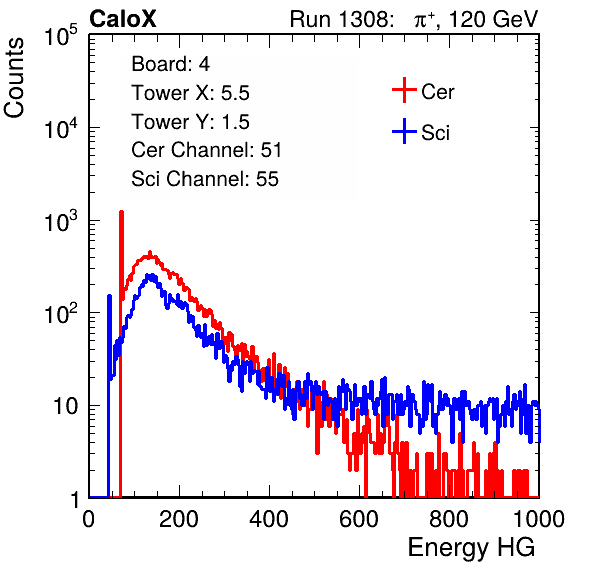 CaloX Run 1308: π⁺, 120 GeV
Counts
10⁵
10⁴
10³
10²
10
1
Board: 4
Tower X: 5.5
Tower Y: 1.5
Cer Channel: 51
Sci Channel: 55
Cer
Sci
0 200 400 600 800 1000
Energy HG